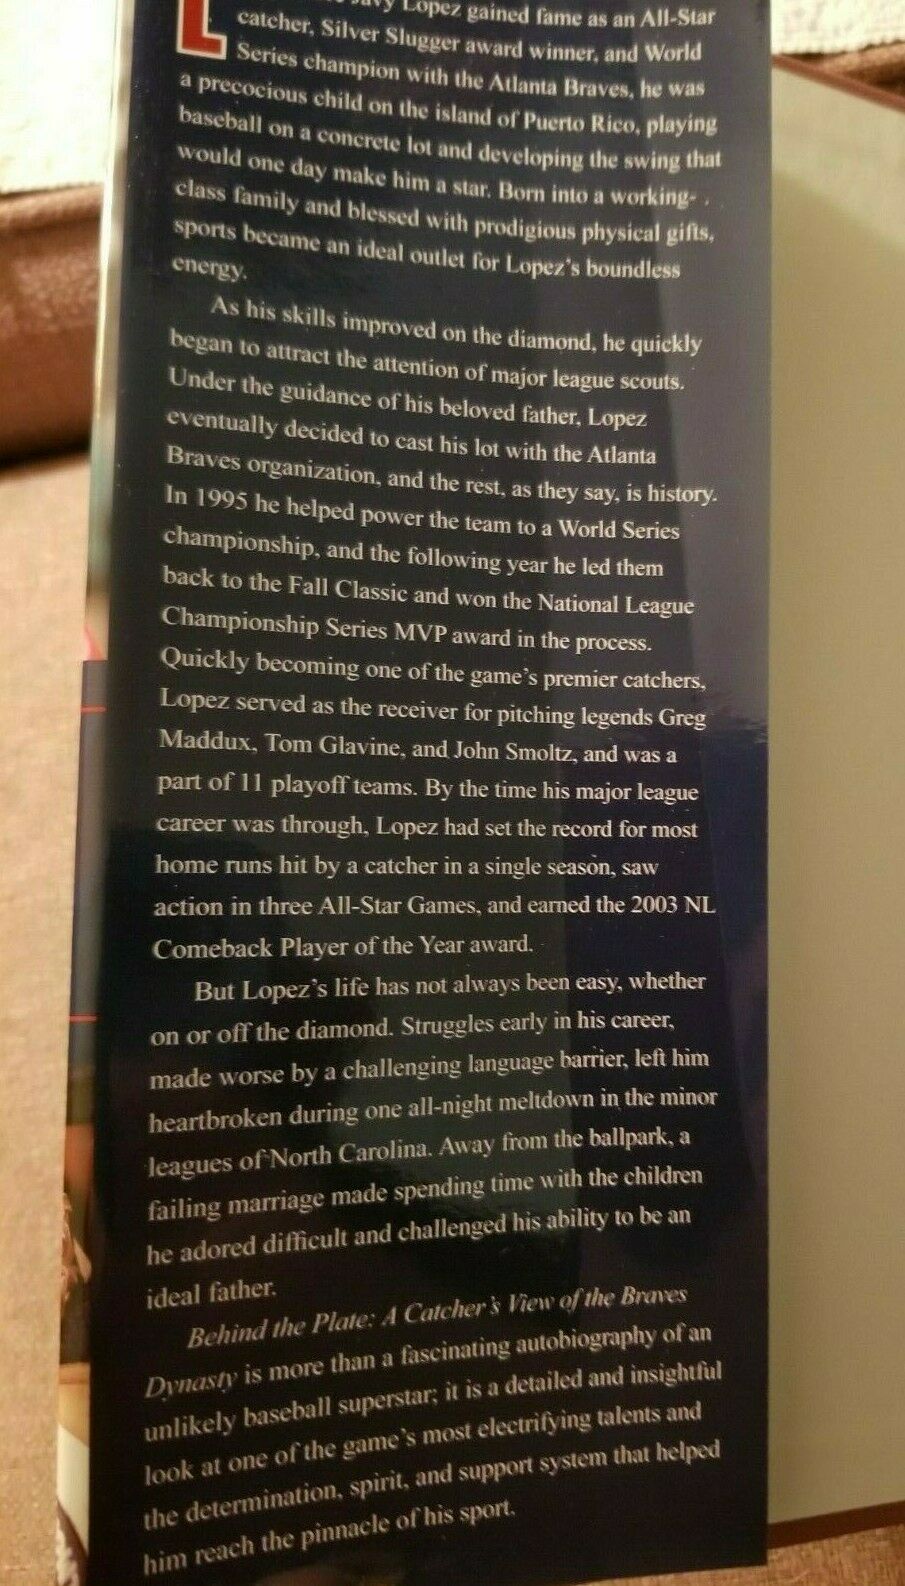 Javy Lopez gained fame as an All-Star
catcher, Silver Slugger award winner, and World
Series champion with the Atlanta Braves, he was
a precocious child on the island of Puerto Rico, playing
baseball on a concrete lot and developing the swing that
would one day make him a star. Born into a working-
class family and blessed with prodigious physical gifts,
sports became an ideal outlet for Lopez's boundless
energy.
As his skills improved on the diamond, he quickly
began to attract the attention of major league scouts.
Under the guidance of his beloved father, Lopez
eventually decided to cast his lot with the Atlanta
Braves organization, and the rest, as they say, is history.
In 1995 he helped power the team to a World Series
championship, and the following year he led them
back to the Fall Classic and won the National League
Championship Series MVP award in the process.
Quickly becoming one of the game's premier catchers,
Lopez served as the receiver for pitching legends Greg
Maddux, Tom Glavine, and John Smoltz, and was a
part of 11 playoff teams. By the time his major league
career was through, Lopez had set the record for most
home runs hit by a catcher in a single season, saw
action in three All-Star Games, and earned the 2003 NL
Comeback Player of the Year award.
But Lopez's life has not always been easy, whether
on or off the diamond. Struggles early in his career,
made worse by a challenging language barrier, left him
heartbroken during one all-night meltdown in the minor
leagues of North Carolina. Away from the ballpark, a
failing marriage made spending time with the children
he adored difficult and challenged his ability to be an
ideal father.
Behind the Plate: A Catcher's View of the Braves
Dynasty is more than a fascinating autobiography of an
unlikely baseball superstar; it is a detailed and insightful
look at one of the game's most electrifying talents and
the determination, spirit, and support system that helped
him reach the pinnacle of his sport.